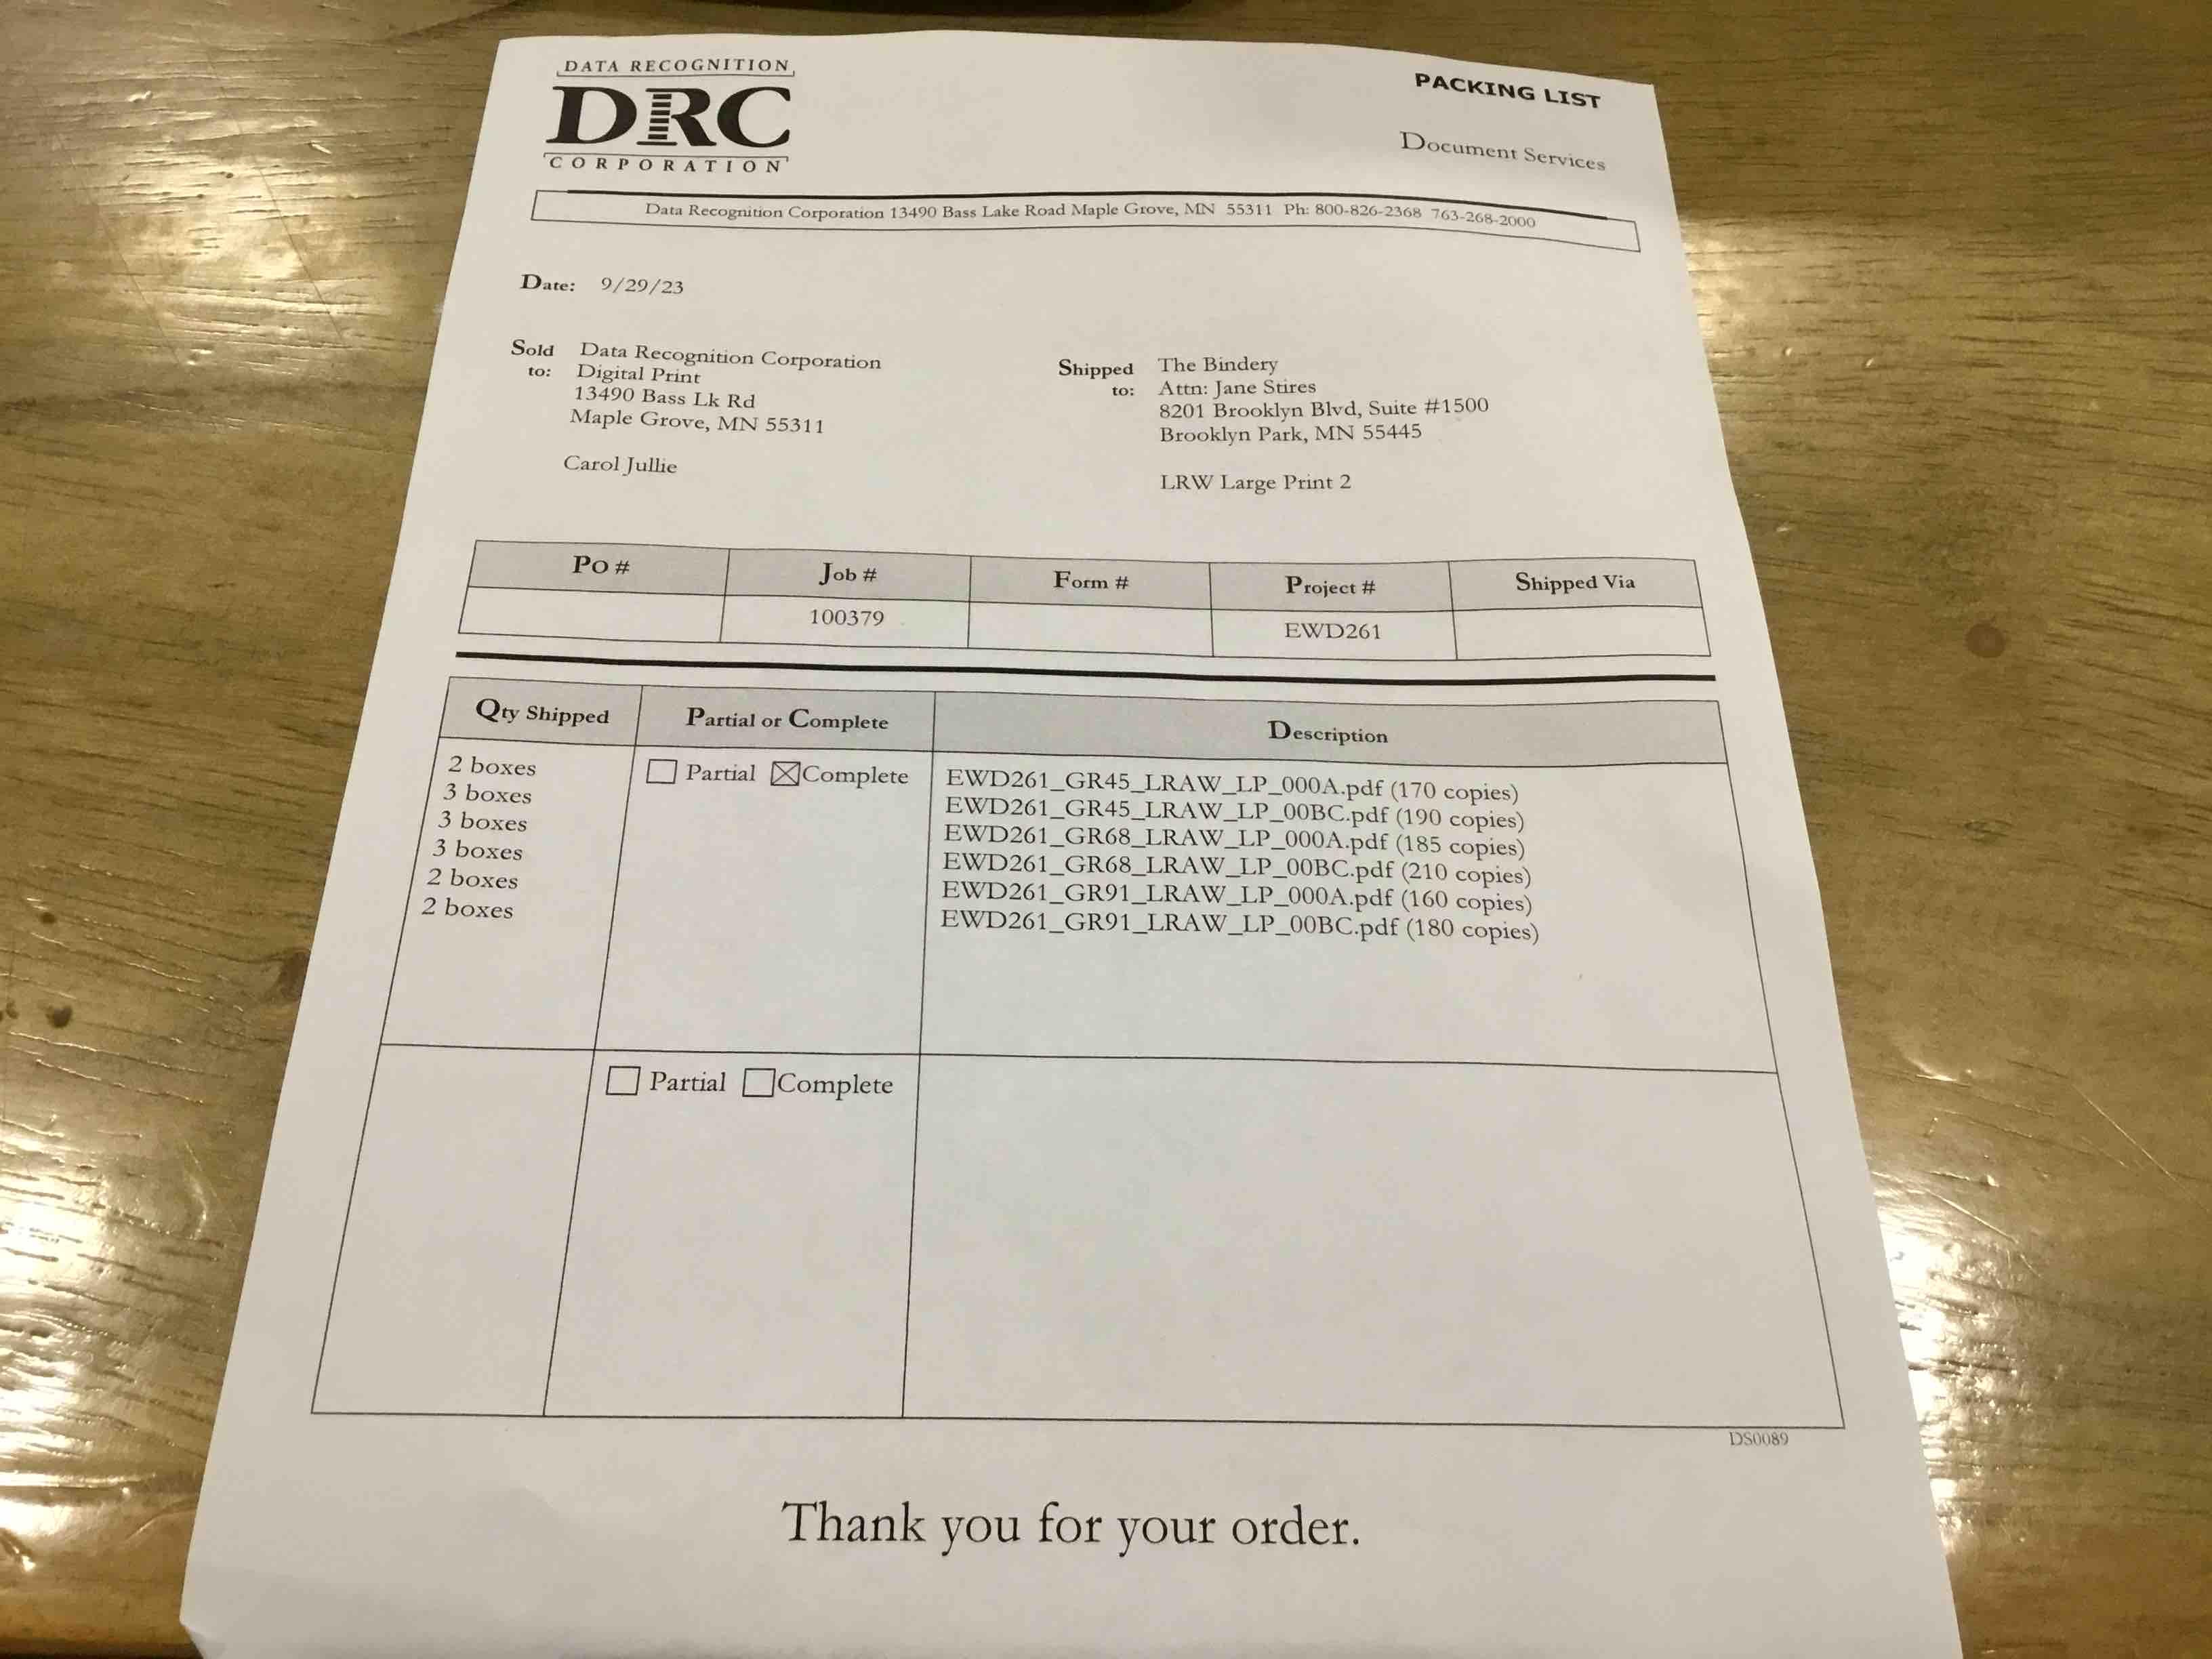 DATA RECOGNITION
DRC
CORPORATION
PACKING LIST
Document Services
Data Recognition Corporation 13490 Bass Lake Road Maple Grove, MN 55311 Ph: 800-826-2368 763-268-2000
Date: 9/29/23
Sold to:
Data Recognition Corporation
Digital Print
13490 Bass Lk Rd
Maple Grove, MN 55311
Carol Jullie
Shipped to:
The Bindery
Attn: Jane Stires
8201 Brooklyn Blvd, Suite #1500
Brooklyn Park, MN 55445
LRW Large Print 2
PO # Job # Form # Project # Shipped Via
100379 EWD261
Qty Shipped Partial or Complete Description
2 boxes Partial Complete EWD261_GR45_LRAW_LP_000A.pdf (170 copies)
3 boxes EWD261_GR45_LRAW_LP_00BC.pdf (190 copies)
3 boxes EWD261_GR68_LRAW_LP_000A.pdf (185 copies)
3 boxes EWD261_GR68_LRAW_LP_00BC.pdf (210 copies)
2 boxes EWD261_GR91_LRAW_LP_000A.pdf (160 copies)
2 boxes EWD261_GR91_LRAW_LP_00BC.pdf (180 copies)
Partial Complete
DS0089
Thank you for your order.